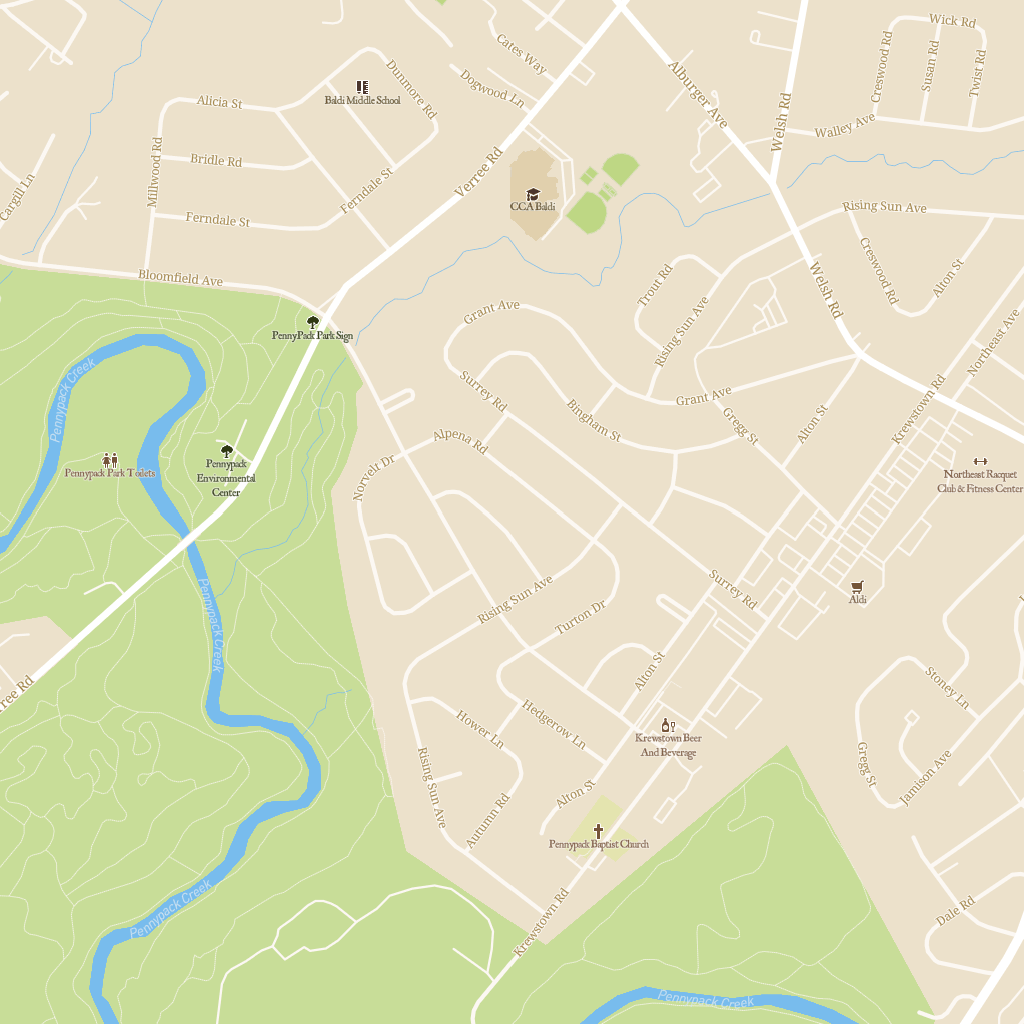 Wick Rd
Cates Way
Creswood Rd
Susan Rd
Twist Rd
Dunmore Rd
Dogwood Ln
Alburger Ave
Baldi Middle School
Alicia St
Welsh Rd
Walley Ave
Millwood Rd
Bridle Rd
Verree Rd
Cargill Ln
Ferndale St
CCA Baldi
Ferndale St
Rising Sun Ave
Bloomfield Ave
Trout Rd
Creswood Rd
Alton St
Welsh Rd
Grant Ave
Rising Sun Ave
PennyPack Park Sign
Northeast Ave
Pennypack Creek
Surrey Rd
Grant Ave
Krewstown Rd
Bingham St
Gregg St
Alton St
Alpena Rd
Pennypack Park Toilets
Pennypack
Environmental
Center
Norvelt Dr
Northeast Racquet
Club & Fitness Center
Pennypack Creek
Rising Sun Ave
Surrey Rd
Aldi
Turton Dr
Alton St
Stoney Ln
rree Rd
Hower Ln
Hedgerow Ln
Krewstown Beer
And Beverage
Rising Sun Ave
Gregg St
Jamison Ave
Alton St
Autumn Rd
Pennypack Baptist Church
Pennypack Creek
Krewstown Rd
Dale Rd
Pennypack Creek